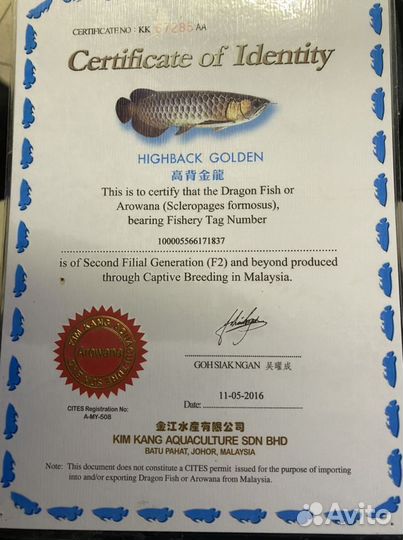 CERTIFICATE NO : KK 67285 AA
Certificate of Identity
HIGHBACK GOLDEN
高背金龍
This is to certify that the Dragon Fish or
Arowana (Scleropages formosus),
bearing Fishery Tag Number
100005566171837
is of Second Filial Generation (F2) and beyond produced
through Captive Breeding in Malaysia.
Arowana
GOH SIAK NGAN 吴曜成
CITES Registration No:
A-MY-508
Date:
11-05-2016
金江水産有限公司
KIM KANG AQUACULTURE SDN BHD
BATU PAHAT, JOHOR, MALAYSIA
Note: This document does not constitute a CITES permit issued for the purpose of importing
into and/or exporting Dragon Fish or Arowana from Malaysia.
Avito